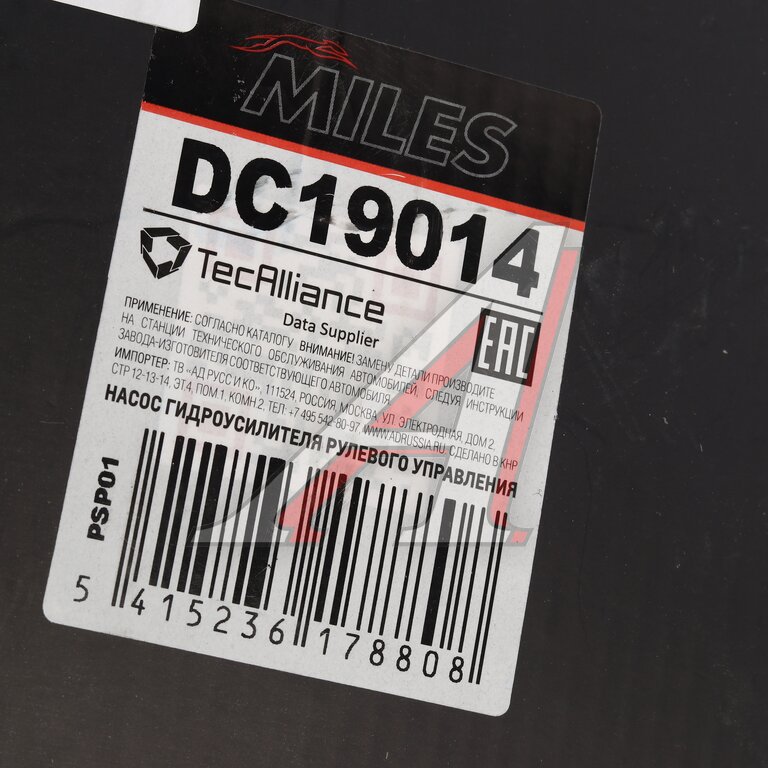 MILES
DC19014
TecAlliance
Data Supplier
ПРИМЕНЕНИЕ: СОГЛАСНО КАТАЛОГУ ВНИМАНИЕ! ЗАМЕНУ ДЕТАЛИ ПРОИЗВОДИТЕ
НА СТАНЦИИ ТЕХНИЧЕСКОГО ОБСЛУЖИВАНИЯ АВТОМОБИЛЕЙ, СЛЕДУЯ ИНСТРУКЦИИ
ЗАВОДА-ИЗГОТОВИТЕЛЯ СООТВЕТСТВУЮЩЕГО АВТОМОБИЛЯ.
ИМПОРТЕР: ТВ «АД РУСС И КО», 111524, РОССИЯ, МОСКВА, УЛ. ЭЛЕКТРОДНАЯ, ДОМ 2,
СТР 12-13-14, ЭТ.4, ПОМ.1, КОМН.2, ТЕЛ: +7 495 542-80-97, WWW.ADRUSSIA.RU, СДЕЛАНО В КНР
EAC
НАСОС ГИДРОУСИЛИТЕЛЯ РУЛЕВОГО УПРАВЛЕНИЯ
PSP01
5 415236 178808